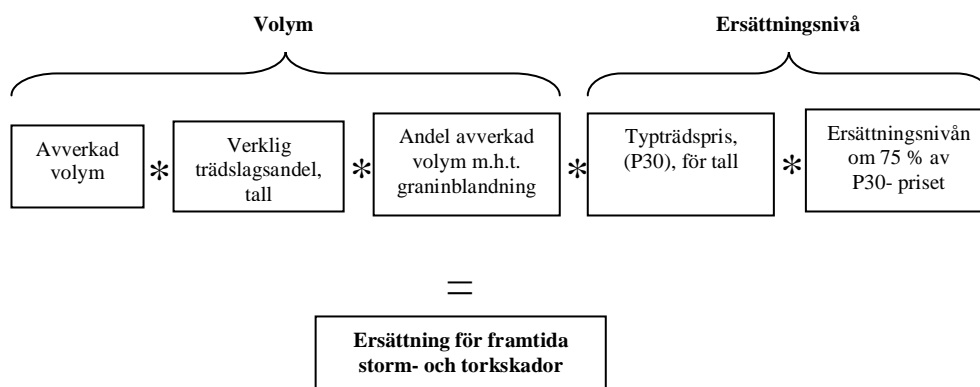 Volym
Ersättningsnivå
Avverkad
volym
*
Verklig
trädslagsandel,
tall
*
Andel avverkad
volym m.h.t.
graninblandning
*
Typträdspris,
(P30), för tall
*
Ersättningsnivån
om 75 % av
P30- priset
=
Ersättning för framtida
storm- och torkskador